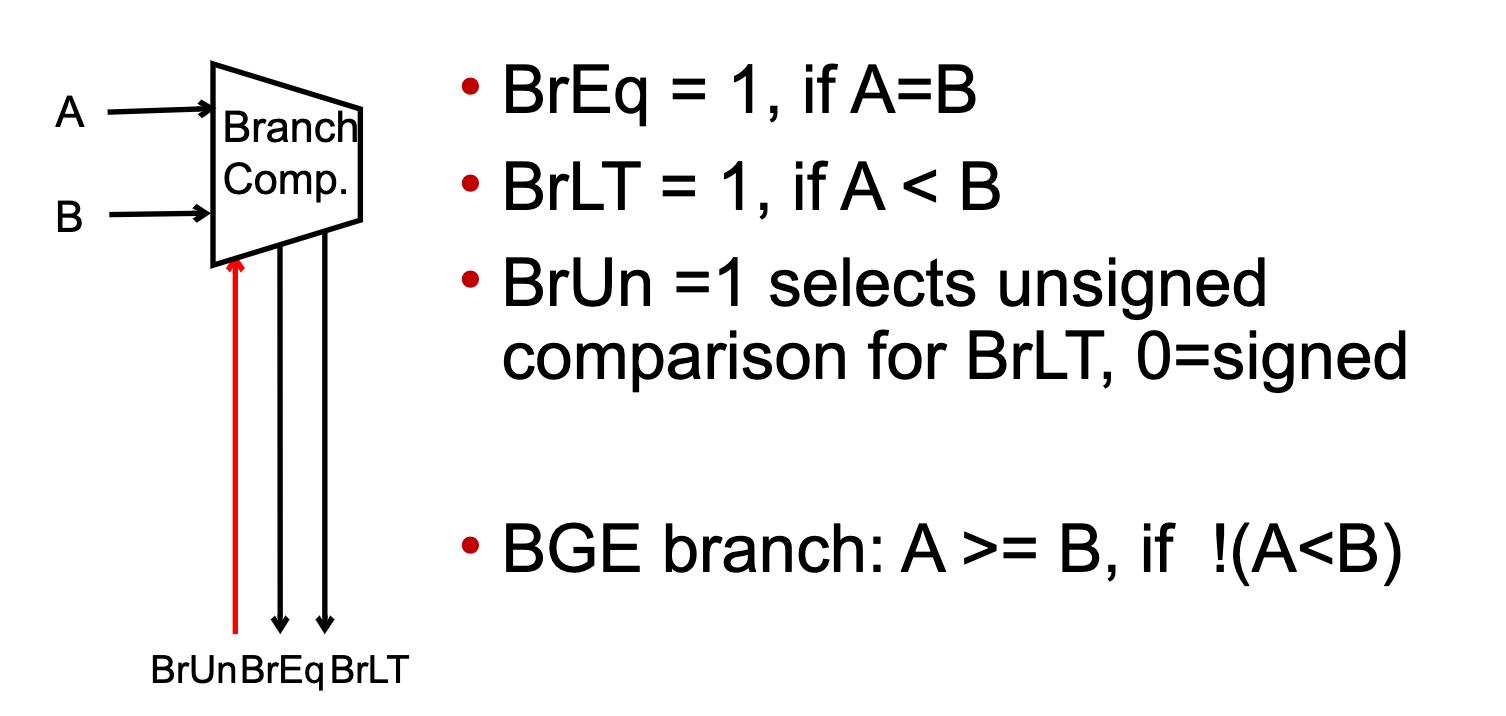 A
B
Branch
Comp.
BrUn BrEq BrLT
• BrEq = 1, if A=B
• BrLT = 1, if A < B
• BrUn =1 selects unsigned
comparison for BrLT, 0=signed
• BGE branch: A >= B, if !(A<B)